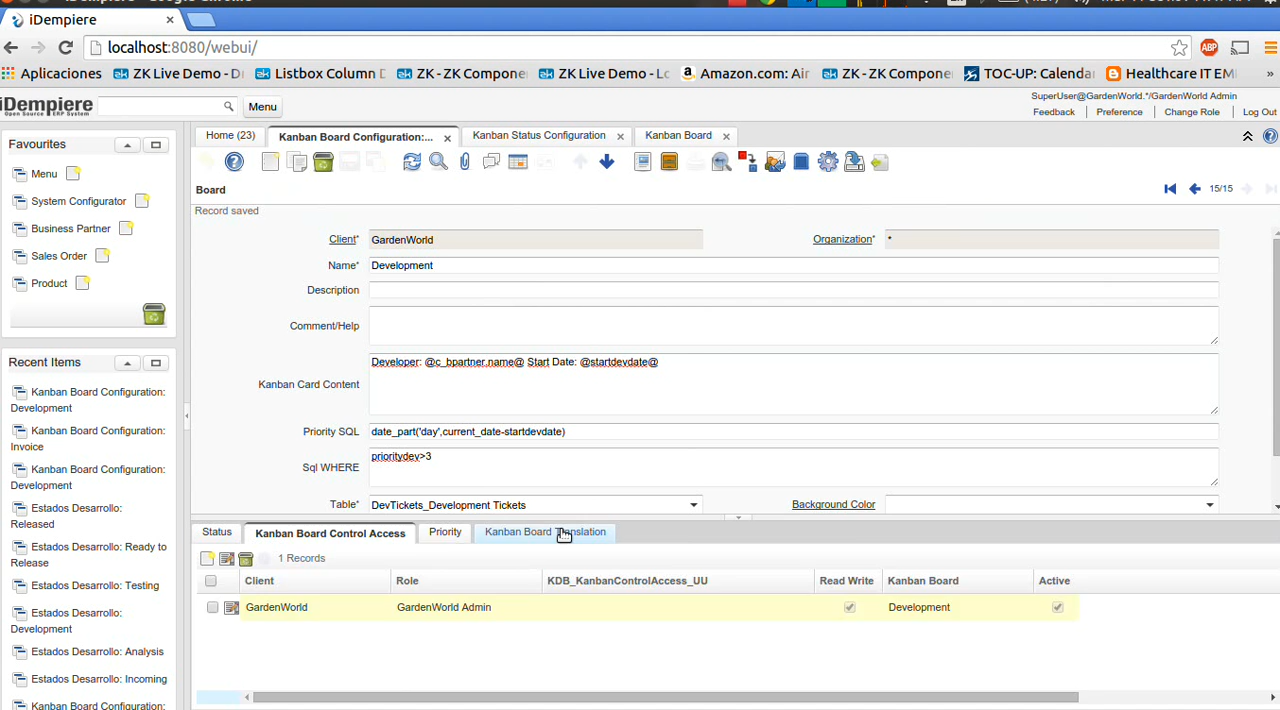 iDempiere
localhost:8080/webui/
Aplicaciones
ZK Live Demo - D
Listbox Column
ZK - ZK Compone
ZK Live Demo - L
Amazon.com:
ZK - ZK Compone
TOC-UP: Calenda
Healthcare IT
»
iDempiere
Open Source ERP System
Menu
SuperUser@GardenWorld.*/GardenWorld Admin
Feedback
Preference
Change Role
Log Out
Favourites
Menu
System Configurator
Business Partner
Sales Order
Product
Recent Items
Kanban Board Configuration:
Development
Kanban Board Configuration:
Invoice
Kanban Board Configuration:
Development
Estados Desarrollo:
Released
Estados Desarrollo: Ready to
Release
Estados Desarrollo: Testing
Estados Desarrollo:
Development
Estados Desarrollo: Analysis
Estados Desarrollo: Incoming
Kanban Board Configuration:
Home (23)
Kanban Board Configuration:...
Kanban Status Configuration
Kanban Board
Board
15/15
Record saved
Client* GardenWorld
Organization* *
Name* Development
Description
Comment/Help
Kanban Card Content Developer: @c_bpartner.name@ Start Date: @startdevdate@
Priority SQL date_part('day',current_date-startdevdate)
Sql WHERE prioritydev>3
Table* DevTickets_Development Tickets
Background Color
Status
Kanban Board Control Access
Priority
Kanban Board Translation
1 Records
Client Role KDB_KanbanControlAccess_UU Read Write Kanban Board Active
GardenWorld GardenWorld Admin Development